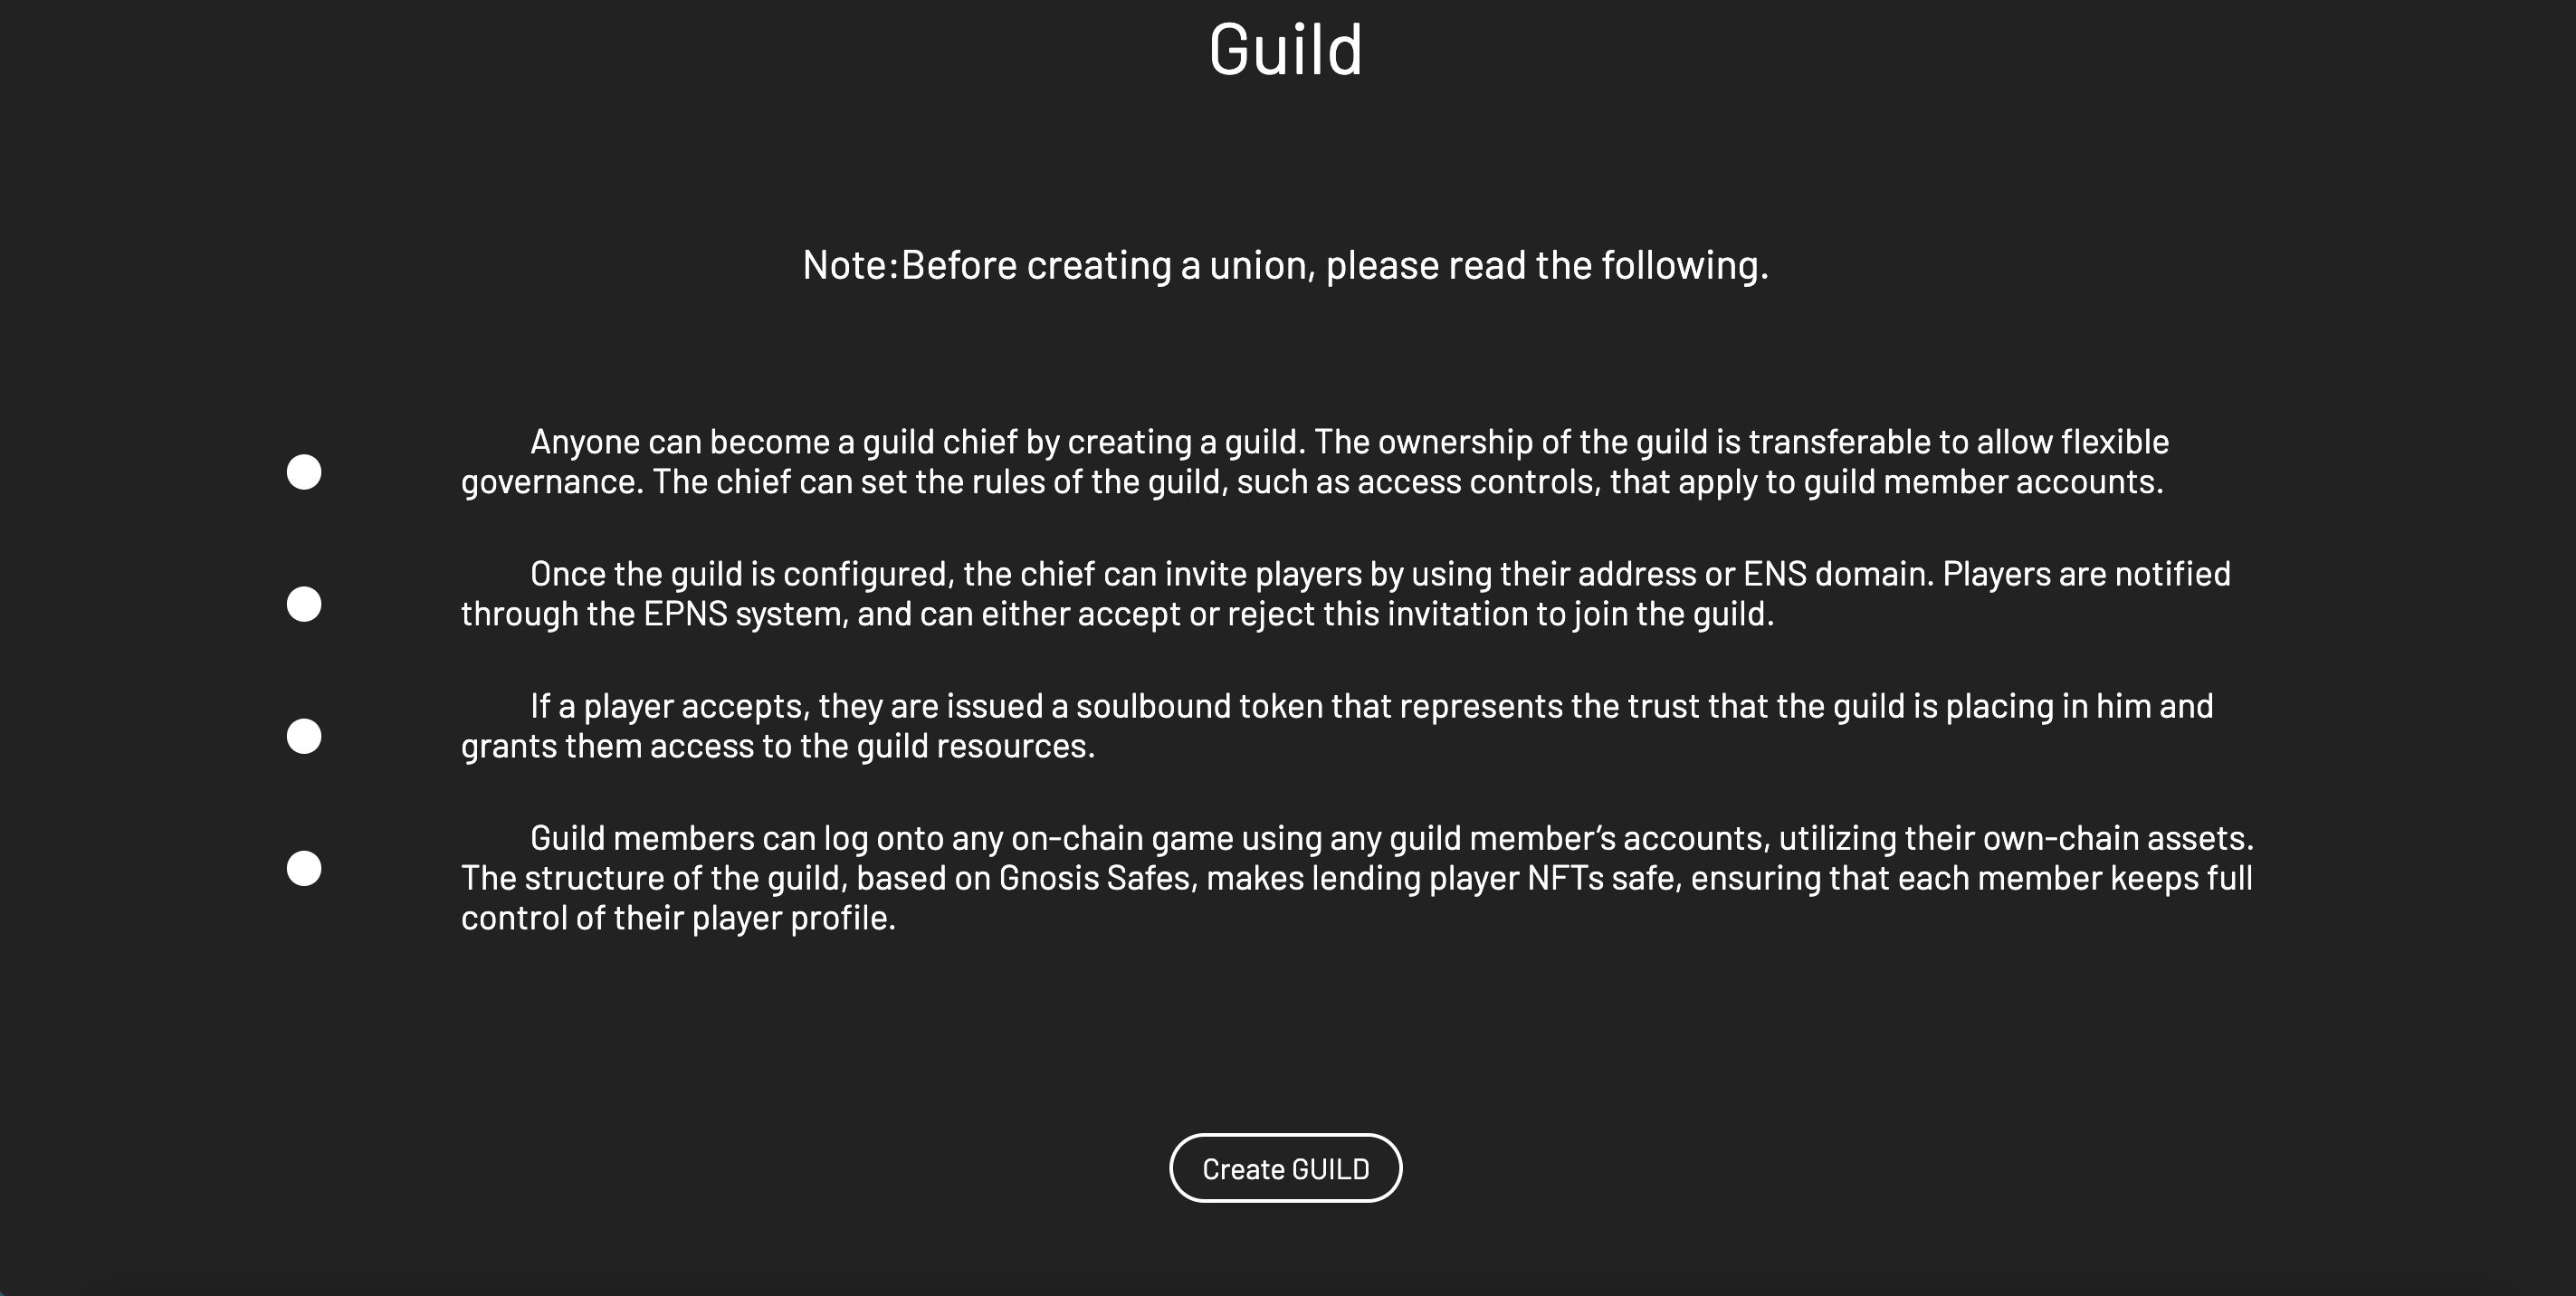 Guild
Note:Before creating a union, please read the following.
Anyone can become a guild chief by creating a guild. The ownership of the guild is transferable to allow flexible
governance. The chief can set the rules of the guild, such as access controls, that apply to guild member accounts.
Once the guild is configured, the chief can invite players by using their address or ENS domain. Players are notified
through the EPNS system, and can either accept or reject this invitation to join the guild.
If a player accepts, they are issued a soulbound token that represents the trust that the guild is placing in him and
grants them access to the guild resources.
Guild members can log onto any on-chain game using any guild member‘s accounts, utilizing their own-chain assets.
The structure of the guild, based on Gnosis Safes, makes lending player NFTs safe, ensuring that each member keeps full
control of their player profile.
Create GUILD